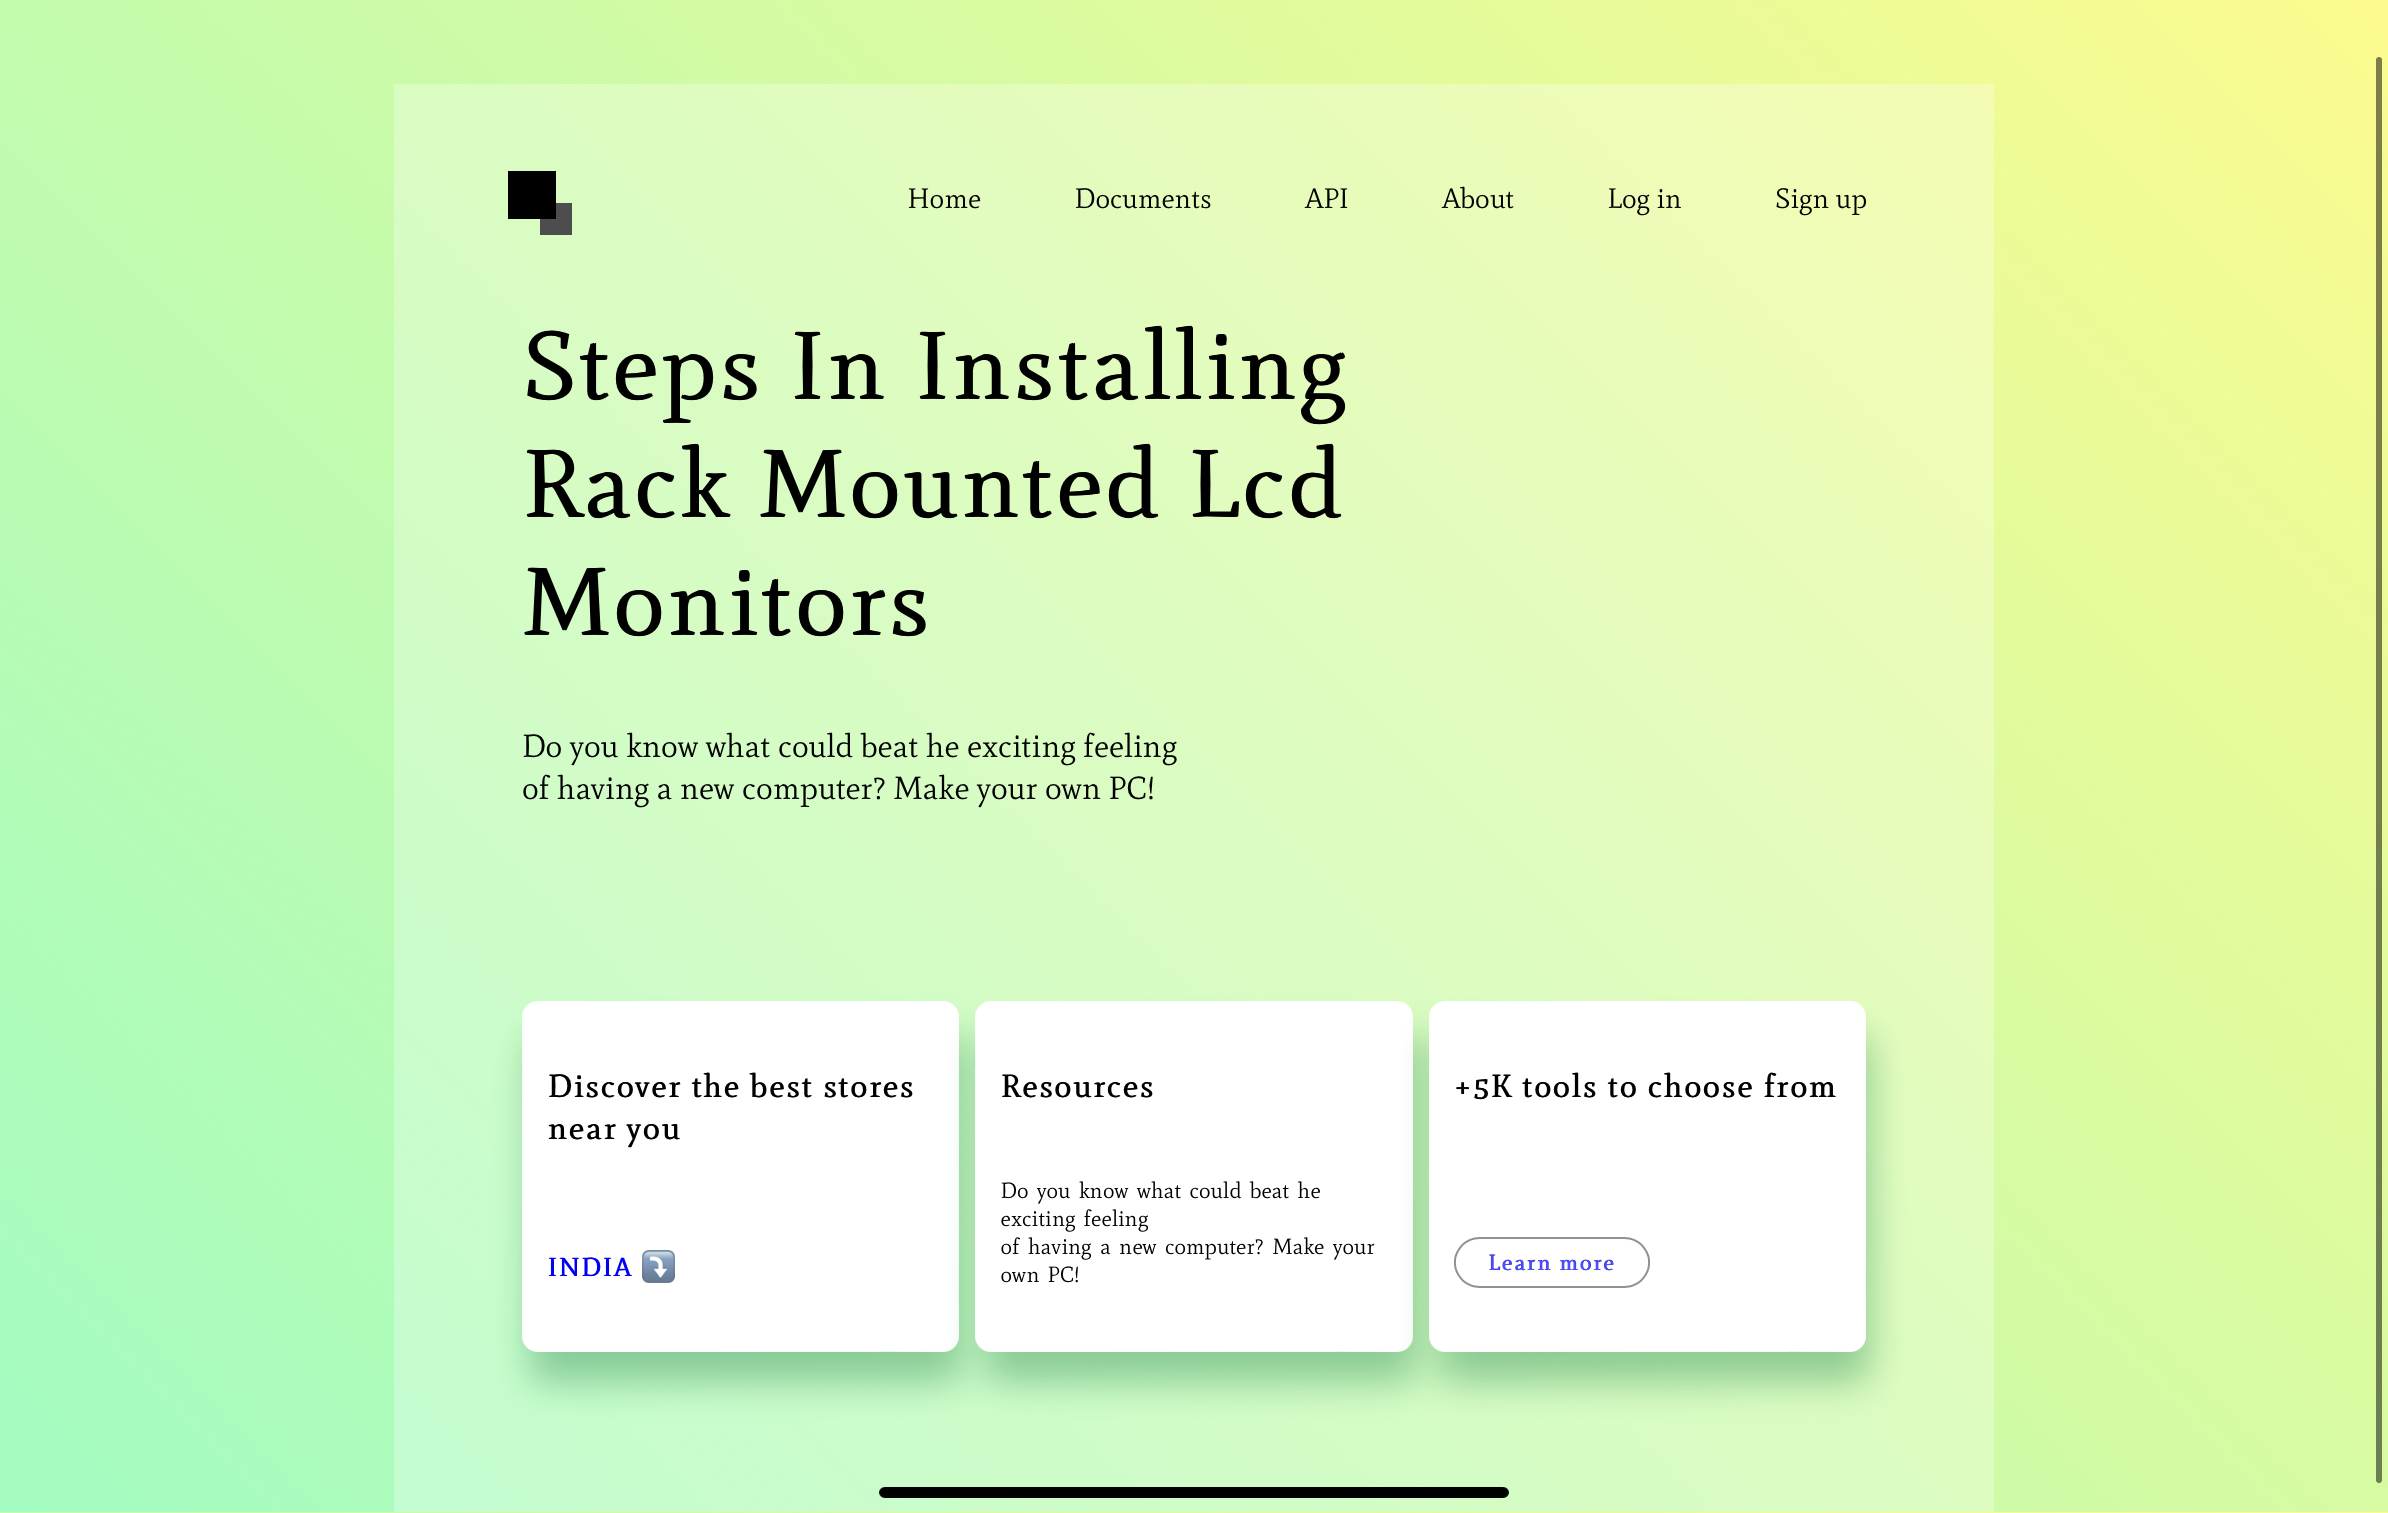 Home Documents API About Log in Sign up
Steps In Installing
Rack Mounted Lcd
Monitors
Do you know what could beat he exciting feeling
of having a new computer? Make your own PC!
Discover the best stores
near you
INDIA ⤵️
Resources
Do you know what could beat he
exciting feeling
of having a new computer? Make your
own PC!
+5K tools to choose from
Learn more